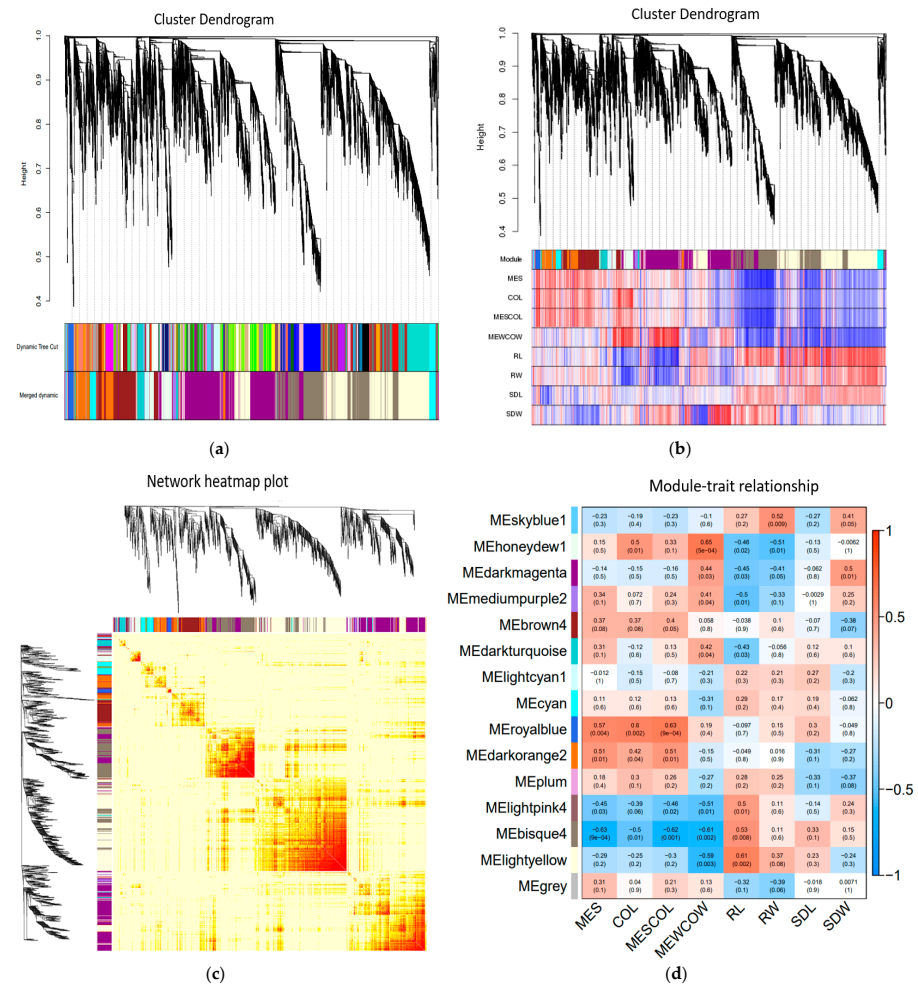 Cluster Dendrogram
1.0
0.9
0.8
0.7
0.6
0.5
0.4
Height
Dynamic Tree Cut
Merged dynamic
(a)
Cluster Dendrogram
1.0
0.9
0.8
0.7
0.6
0.5
0.4
Height
Module
MES
COL
MESCOL
MEWCOW
RL
RW
SDL
SDW
(b)
Network heatmap plot
(c)
Module-trait relationship
MEskyblue1 −0.23 −0.19 −0.23 −0.1 0.27 0.52 −0.27 0.41
(0.3) (0.4) (0.3) (0.6) (0.2) (0.009) (0.2) (0.05)
MEhoneydew1 0.15 0.5 0.33 0.65 −0.46 −0.51 −0.13 −0.0062
(0.5) (0.01) (0.1) (5e−04) (0.02) (0.01) (0.5) (1)
MEdarkmagenta −0.14 −0.15 −0.16 0.44 −0.45 −0.41 −0.062 0.5
(0.5) (0.5) (0.5) (0.03) (0.03) (0.05) (0.8) (0.01)
MEmediumpurple2 0.34 0.072 0.24 0.41 −0.5 −0.33 −0.0029 0.25
(0.1) (0.7) (0.3) (0.04) (0.01) (0.1) (1) (0.2)
MEbrown4 0.37 0.37 0.4 0.058 −0.038 0.1 −0.07 −0.38
(0.08) (0.08) (0.05) (0.8) (0.9) (0.6) (0.7) (0.07)
MEdarkturquoise 0.31 −0.12 0.13 0.42 −0.43 −0.056 0.12 0.1
(0.1) (0.6) (0.5) (0.04) (0.03) (0.8) (0.6) (0.6)
MElightcyan1 −0.012 −0.15 −0.08 −0.21 0.22 0.21 0.27 −0.2
(1) (0.5) (0.7) (0.3) (0.3) (0.3) (0.2) (0.3)
MEcyan 0.11 0.12 0.13 −0.31 0.29 0.17 0.19 −0.062
(0.6) (0.6) (0.5) (0.1) (0.2) (0.4) (0.4) (0.8)
MEroyalblue 0.57 0.6 0.63 0.19 −0.097 0.15 0.3 −0.049
(0.004) (0.002) (9e−04) (0.4) (0.7) (0.5) (0.2) (0.8)
MEdarkorange2 0.51 0.42 0.51 −0.15 −0.049 0.016 −0.31 −0.27
(0.01) (0.04) (0.01) (0.5) (0.8) (0.9) (0.1) (0.2)
MEplum 0.18 0.3 0.26 −0.27 0.28 0.25 −0.33 −0.37
(0.4) (0.1) (0.2) (0.2) (0.2) (0.2) (0.1) (0.08)
MElightpink4 −0.45 −0.39 −0.46 −0.51 0.5 0.11 −0.14 0.24
(0.03) (0.06) (0.02) (0.01) (0.01) (0.6) (0.5) (0.3)
MEbisque4 −0.63 −0.5 −0.62 −0.61 0.53 0.11 0.33 0.15
(9e−04) (0.01) (0.001) (0.002) (0.008) (0.6) (0.1) (0.5)
MElightyellow −0.29 −0.25 −0.3 −0.59 0.61 0.37 0.23 −0.24
(0.2) (0.2) (0.2) (0.003) (0.002) (0.08) (0.3) (0.3)
MEgrey 0.31 0.04 0.21 0.13 −0.32 −0.39 −0.018 0.0071
(0.1) (0.9) (0.3) (0.6) (0.1) (0.06) (0.9) (1)
MES COL MESCOL MEWCOW RL RW SDL SDW
1
0.5
0
−0.5
−1
(d)